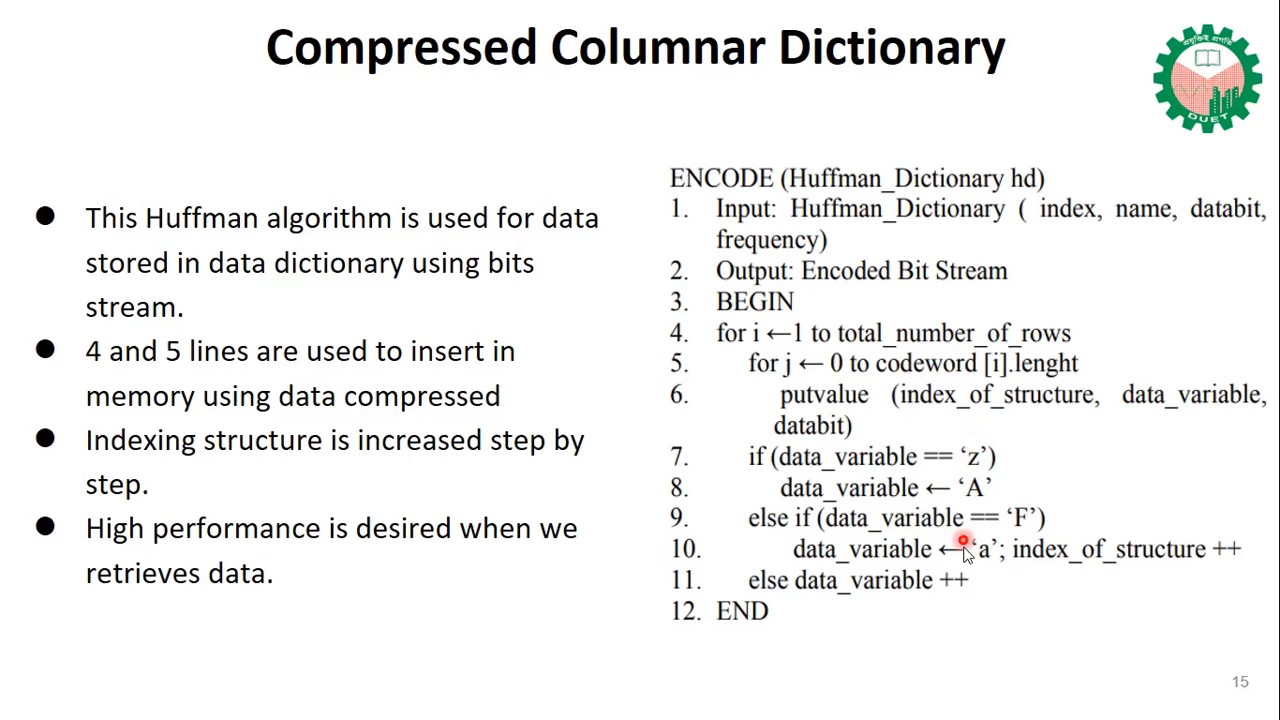 Compressed Columnar Dictionary
DUET
● This Huffman algorithm is used for data
stored in data dictionary using bits
stream.
● 4 and 5 lines are used to insert in
memory using data compressed
● Indexing structure is increased step by
step.
● High performance is desired when we
retrieves data.
ENCODE (Huffman_Dictionary hd)
1. Input: Huffman_Dictionary ( index, name, databit,
frequency)
2. Output: Encoded Bit Stream
3. BEGIN
4. for i ←1 to total_number_of_rows
5. for j ← 0 to codeword [i].lenght
6. putvalue (index_of_structure, data_variable,
databit)
7. if (data_variable == ‘z’)
8. data_variable ← ‘A’
9. else if (data_variable == ‘F’)
10. data_variable ← ‘a’; index_of_structure ++
11. else data_variable ++
12. END
15